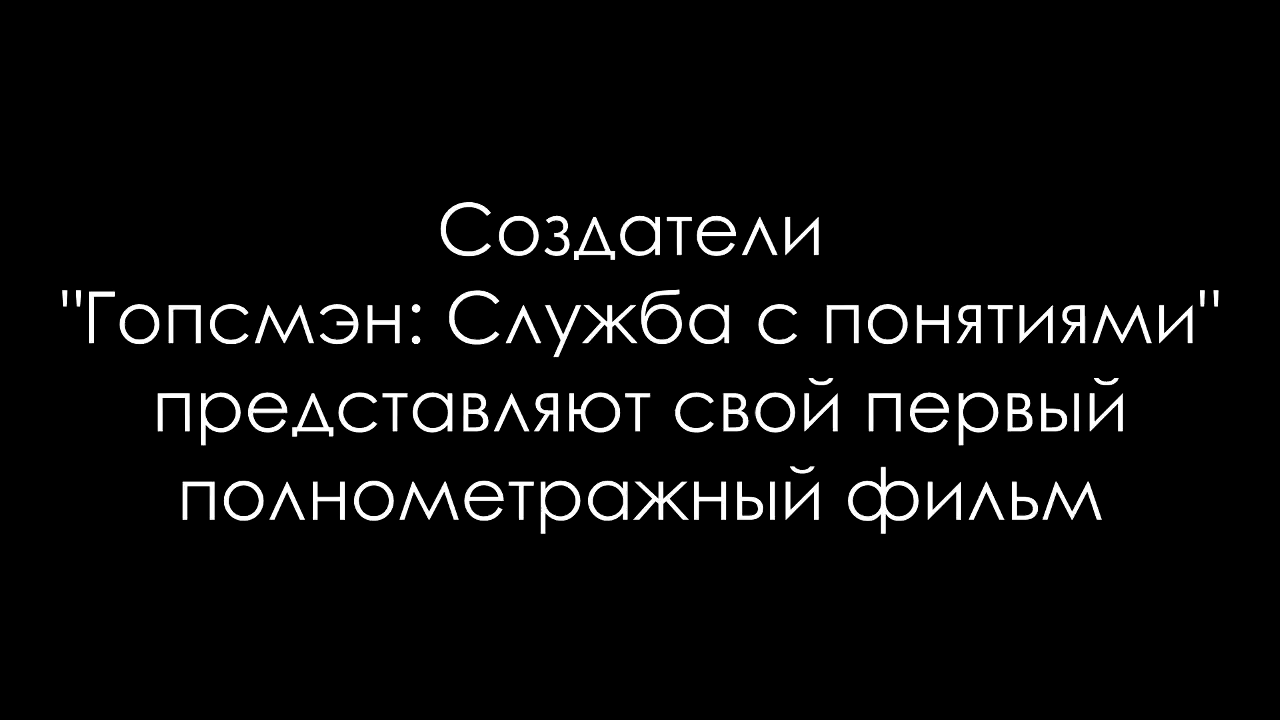 Создатели
"Гопсмэн: Служба с понятиями"
представляют свой первый
полнометражный фильм